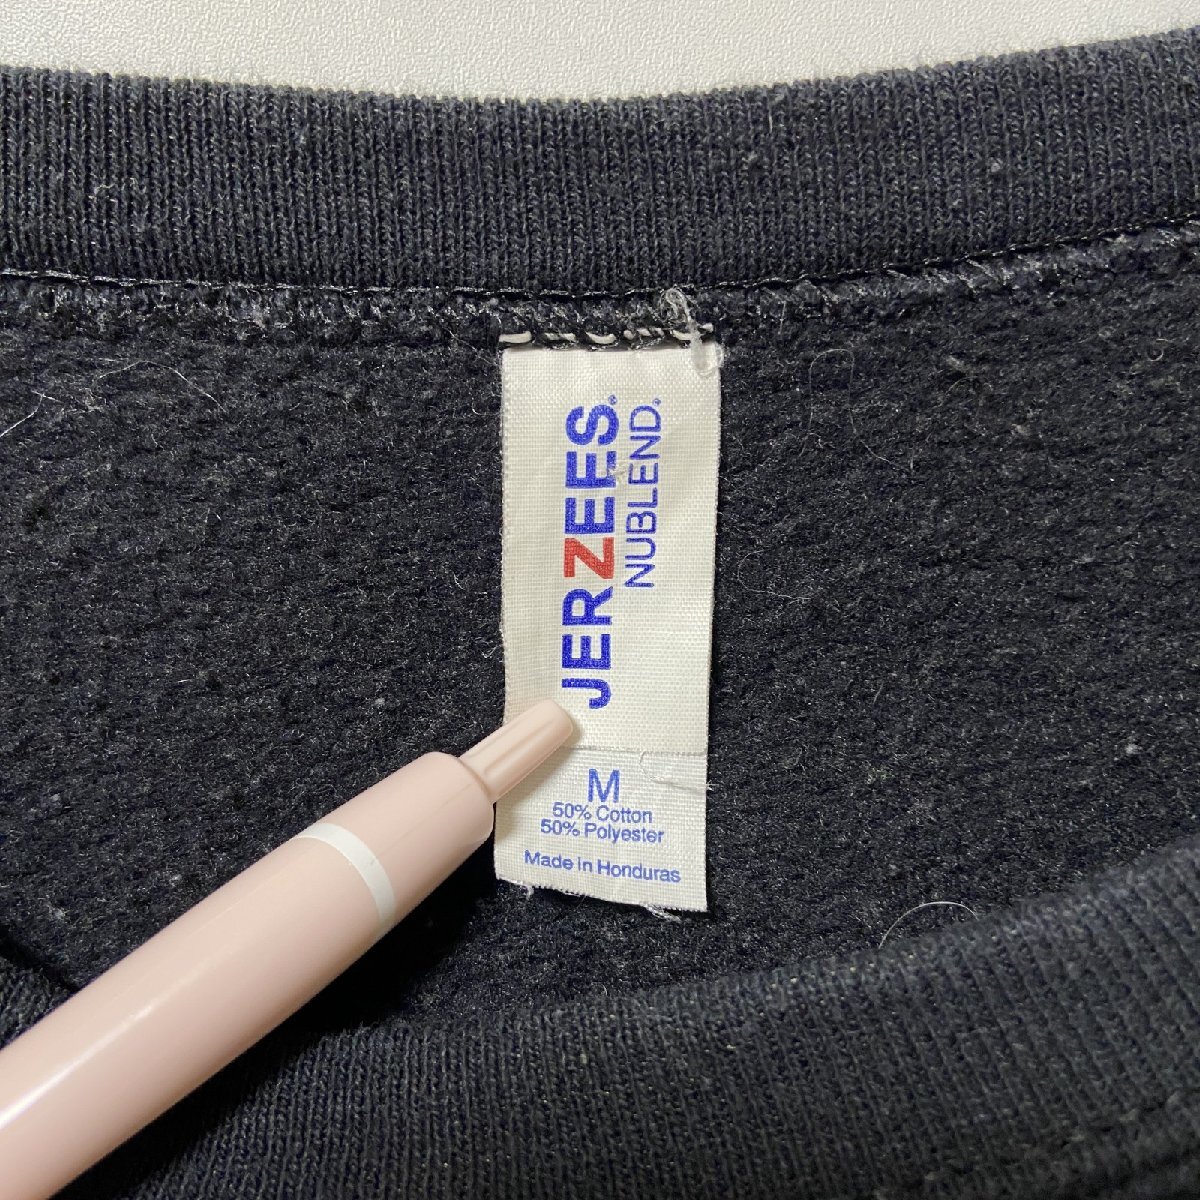 JERZEES®
NUBLEND®
M
50% Cotton
50% Polyester
Made in Honduras